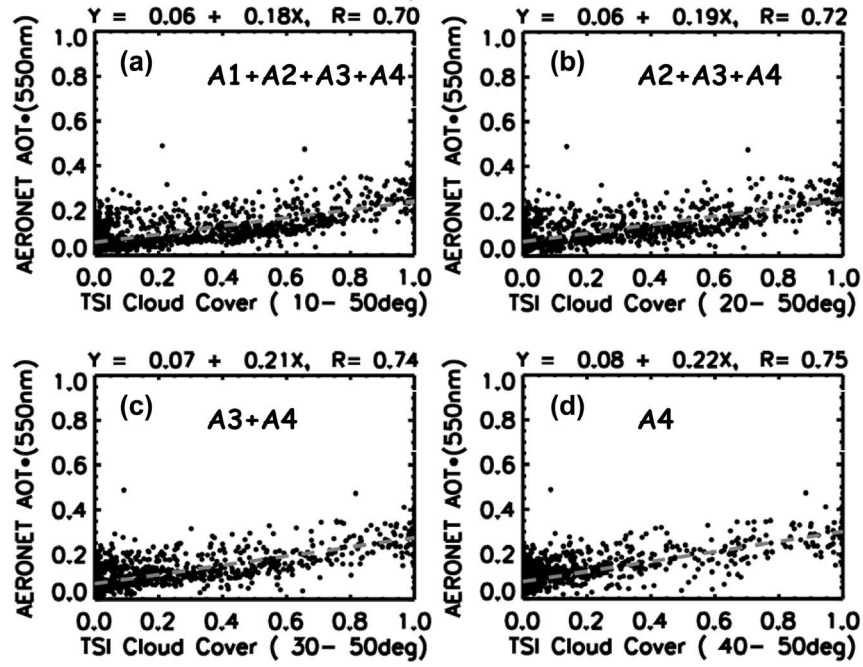 Y = 0.06 + 0.18X, R= 0.70
Y = 0.06 + 0.19X, R= 0.72
(a)
A1+A2+A3+A4
(b)
A2+A3+A4
AERONET AOT•(550nm)
1.0
0.8
0.6
0.4
0.2
0.0
AERONET AOT•(550nm)
1.0
0.8
0.6
0.4
0.2
0.0
0.0 0.2 0.4 0.6 0.8 1.0
0.0 0.2 0.4 0.6 0.8 1.0
TSI Cloud Cover ( 10– 50deg)
TSI Cloud Cover ( 20– 50deg)
Y = 0.07 + 0.21X, R= 0.74
Y = 0.08 + 0.22X, R= 0.75
(c)
A3+A4
(d)
A4
AERONET AOT•(550nm)
1.0
0.8
0.6
0.4
0.2
0.0
AERONET AOT•(550nm)
1.0
0.8
0.6
0.4
0.2
0.0
0.0 0.2 0.4 0.6 0.8 1.0
0.0 0.2 0.4 0.6 0.8 1.0
TSI Cloud Cover ( 30– 50deg)
TSI Cloud Cover ( 40– 50deg)